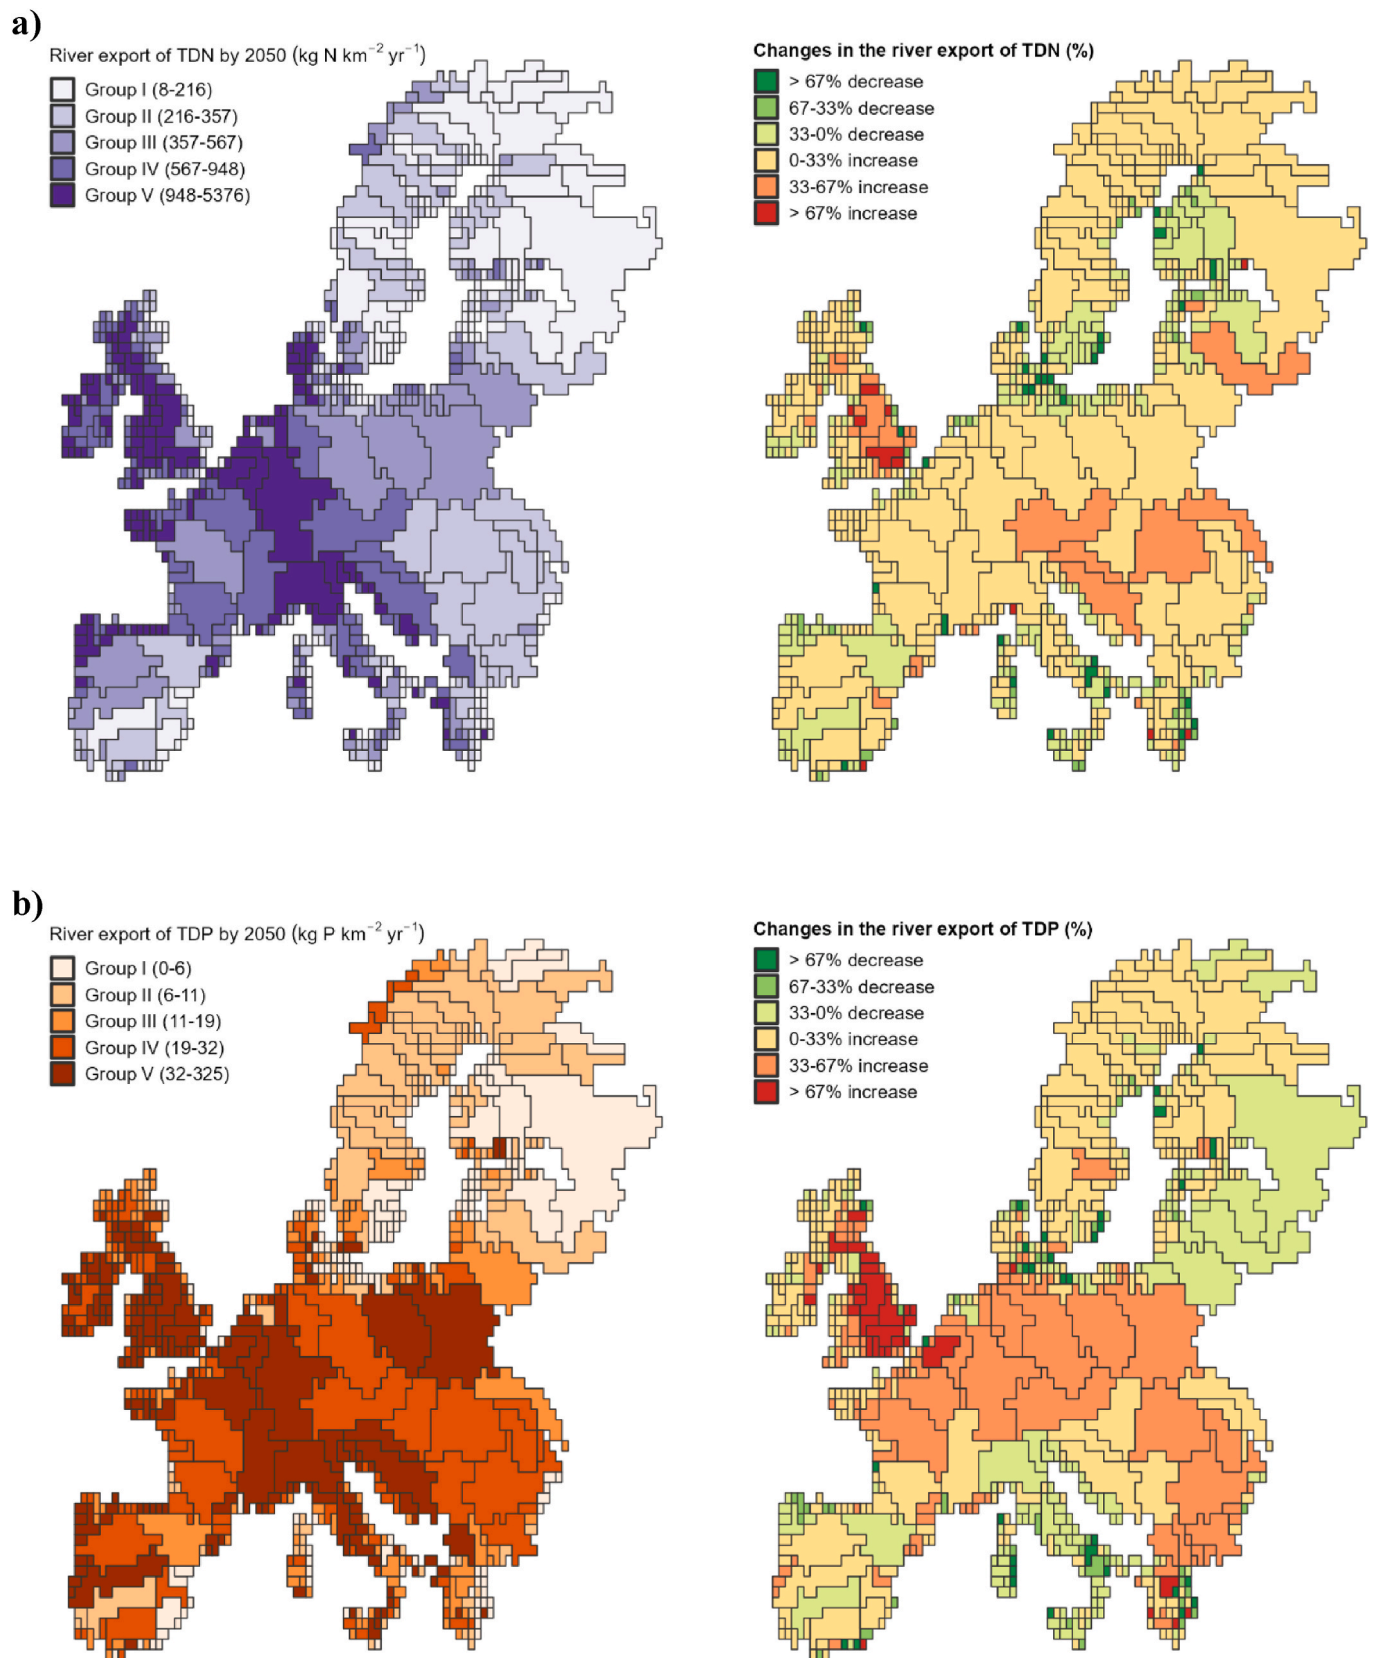 a)
River export of TDN by 2050 (kg N km⁻² yr⁻¹)
Group I (8-216)
Group II (216-357)
Group III (357-567)
Group IV (567-948)
Group V (948-5376)
Changes in the river export of TDN (%)
> 67% decrease
67-33% decrease
33-0% decrease
0-33% increase
33-67% increase
> 67% increase
b)
River export of TDP by 2050 (kg P km⁻² yr⁻¹)
Group I (0-6)
Group II (6-11)
Group III (11-19)
Group IV (19-32)
Group V (32-325)
Changes in the river export of TDP (%)
> 67% decrease
67-33% decrease
33-0% decrease
0-33% increase
33-67% increase
> 67% increase